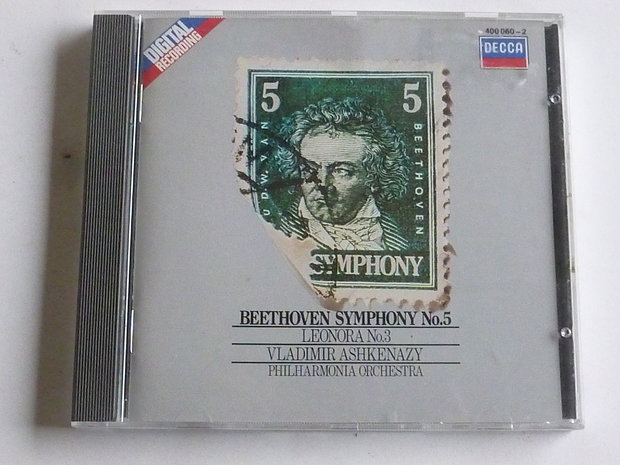 DIGITAL
RECORDING
400 060-2
DECCA
5 5
UDWVAN
BEETHOVEN
SYMPHONY
BEETHOVEN SYMPHONY No.5
LEONORA No.3
VLADIMIR ASHKENAZY
PHILHARMONIA ORCHESTRA